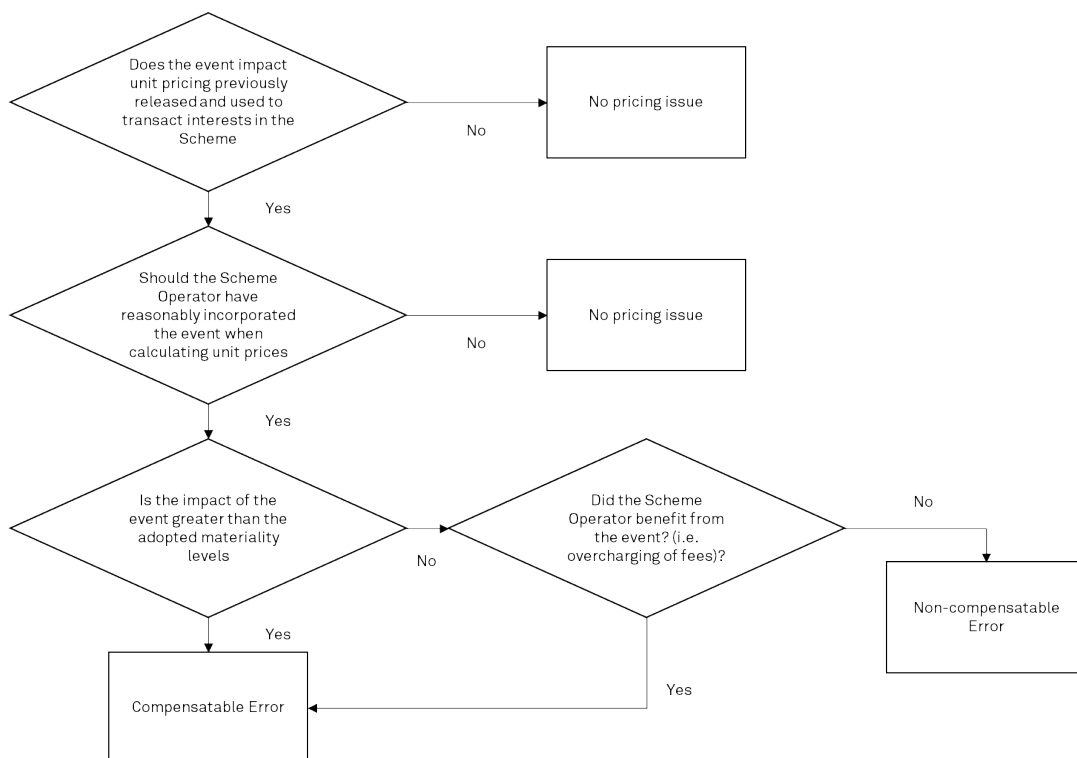 Does the event impact
unit pricing previously
released and used to
transact interests in the
Scheme
No pricing issue
No
Yes
Should the Scheme
Operator have
reasonably incorporated
the event when
calculating unit prices
No pricing issue
No
Yes
Is the impact of the
event greater than the
adopted materiality
levels
No
Did the Scheme
Operator benefit from
the event? (i.e.
overcharging of fees)?
No
Non-compensatable
Error
Yes
Compensatable Error
Yes